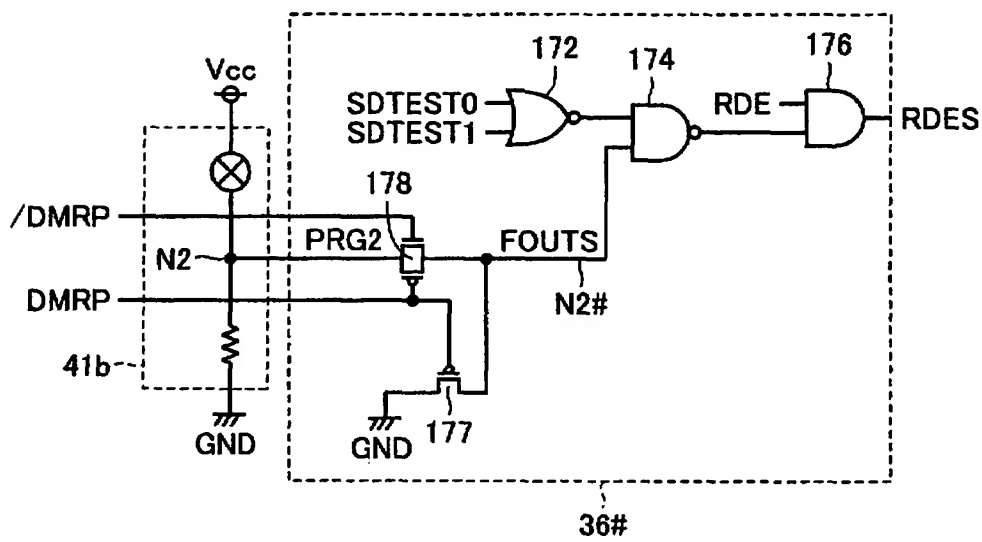 172
174
176
Vcc
SDTEST0
SDTEST1
RDE
RDES
178
/DMRP
PRG2
FOUTS
N2
N2#
DMRP
41b
177
GND
GND
36#